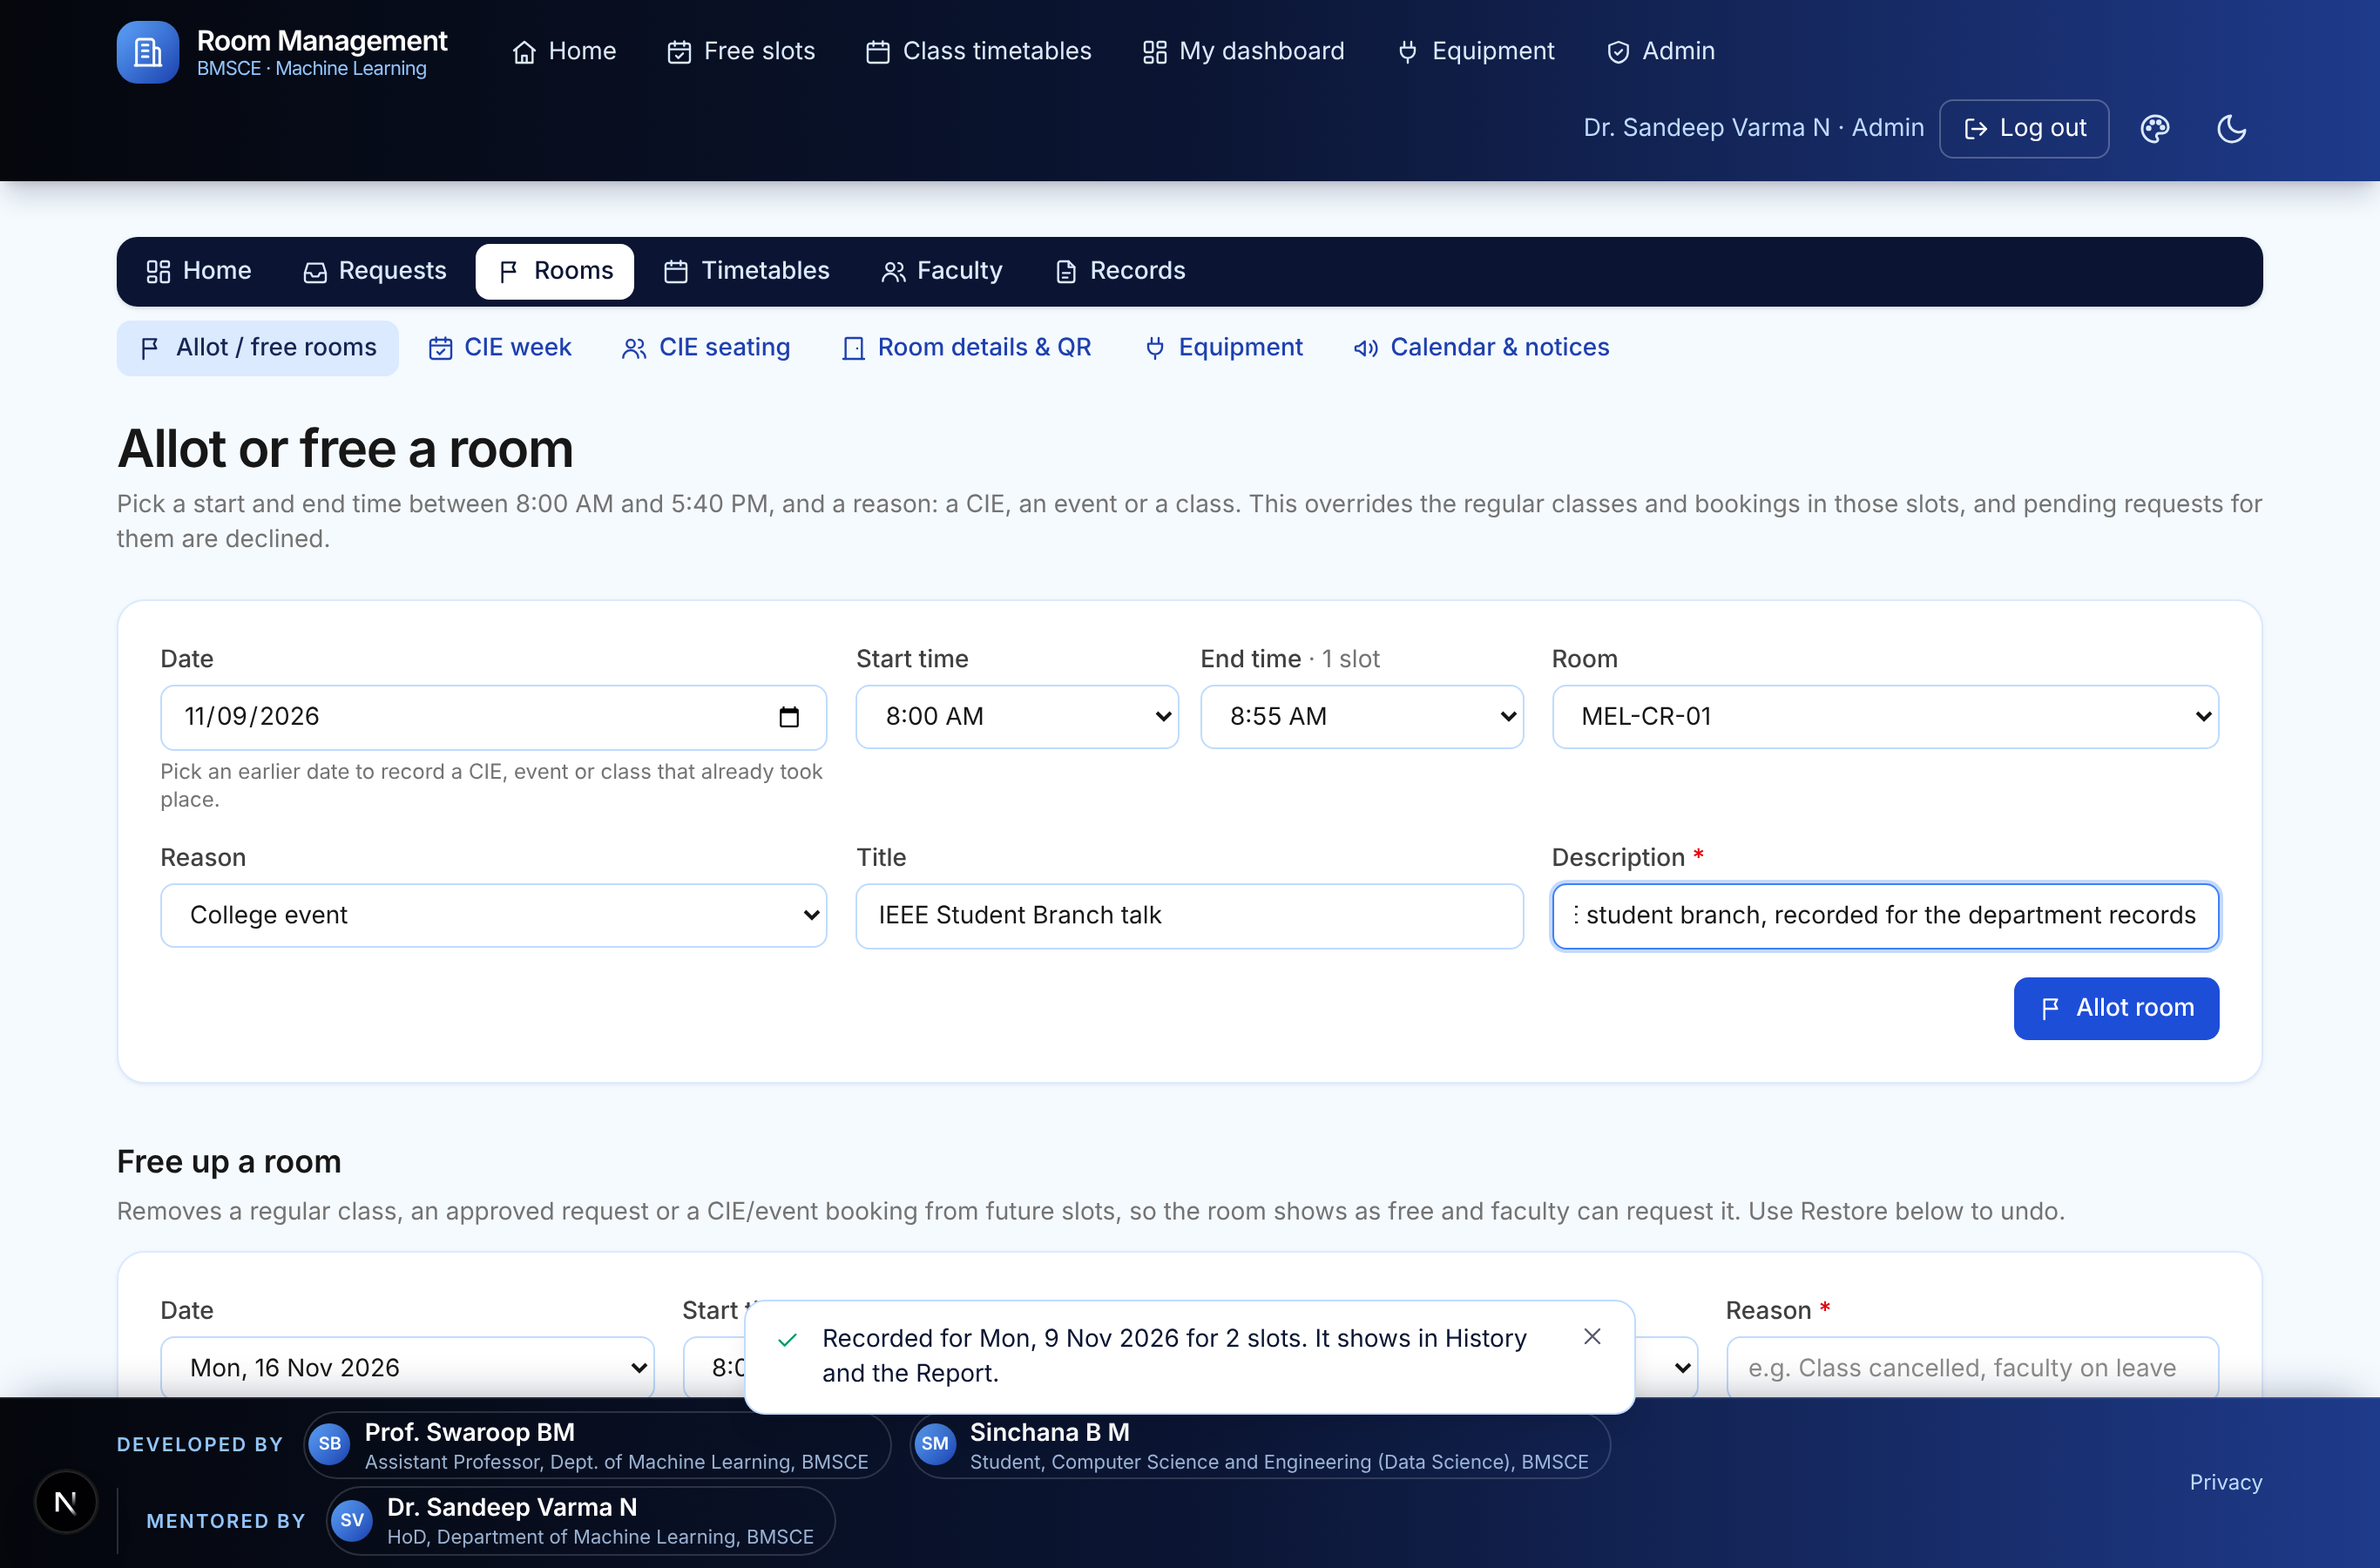 Room Management
BMSCE · Machine Learning
Home
Free slots
Class timetables
My dashboard
Equipment
Admin
Dr. Sandeep Varma N · Admin
Log out
Home
Requests
Rooms
Timetables
Faculty
Records
Allot / free rooms
CIE week
CIE seating
Room details & QR
Equipment
Calendar & notices
Allot or free a room
Pick a start and end time between 8:00 AM and 5:40 PM, and a reason: a CIE, an event or a class. This overrides the regular classes and bookings in those slots, and pending requests for
them are declined.
Date
Start time
End time · 1 slot
Room
11/09/2026
8:00 AM
8:55 AM
MEL-CR-01
Pick an earlier date to record a CIE, event or class that already took
place.
Reason
Title
Description *
College event
IEEE Student Branch talk
student branch, recorded for the department records
Allot room
Free up a room
Removes a regular class, an approved request or a CIE/event booking from future slots, so the room shows as free and faculty can request it. Use Restore below to undo.
Date
Start
Reason *
Mon, 16 Nov 2026
e.g. Class cancelled, faculty on leave
Recorded for Mon, 9 Nov 2026 for 2 slots. It shows in History
and the Report.
DEVELOPED BY
SB
Prof. Swaroop BM
Assistant Professor, Dept. of Machine Learning, BMSCE
SM
Sinchana B M
Student, Computer Science and Engineering (Data Science), BMSCE
Privacy
N
MENTORED BY
SV
Dr. Sandeep Varma N
HoD, Department of Machine Learning, BMSCE